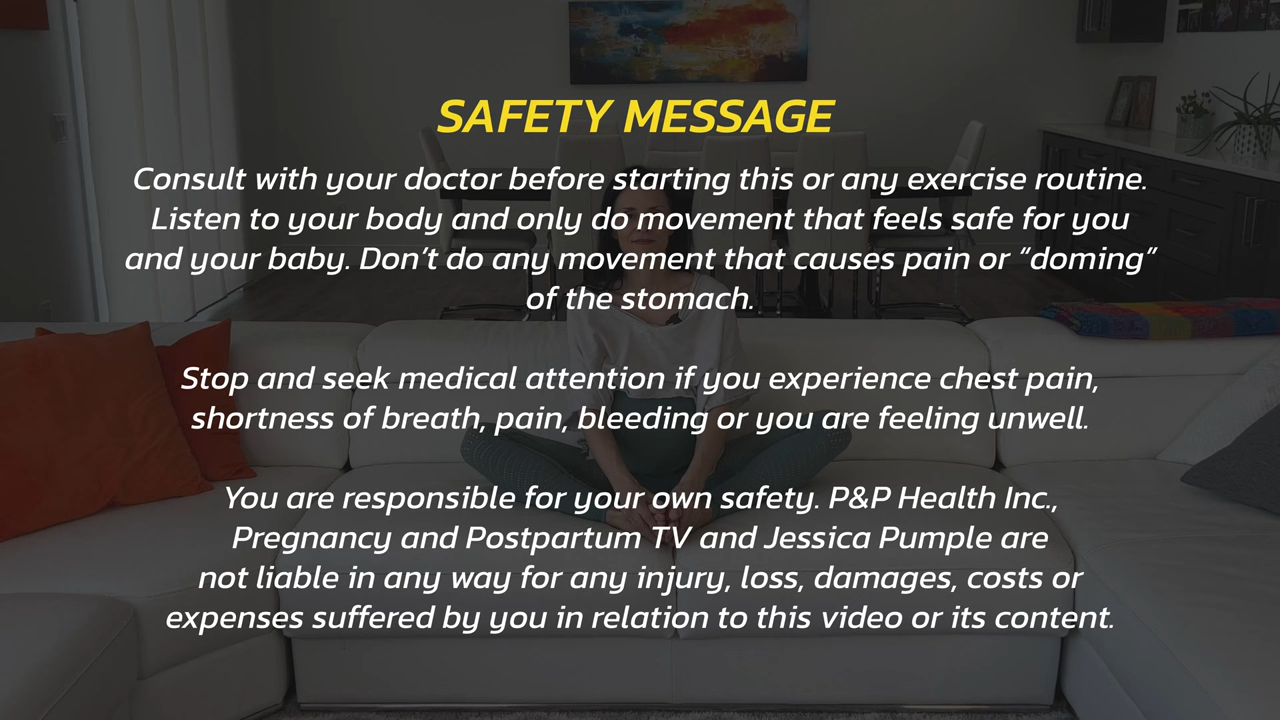 SAFETY MESSAGE
Consult with your doctor before starting this or any exercise routine.
Listen to your body and only do movement that feels safe for you
and your baby. Don’t do any movement that causes pain or “doming”
of the stomach.
Stop and seek medical attention if you experience chest pain,
shortness of breath, pain, bleeding or you are feeling unwell.
You are responsible for your own safety. P&P Health Inc.,
Pregnancy and Postpartum TV and Jessica Pumple are
not liable in any way for any injury, loss, damages, costs or
expenses suffered by you in relation to this video or its content.